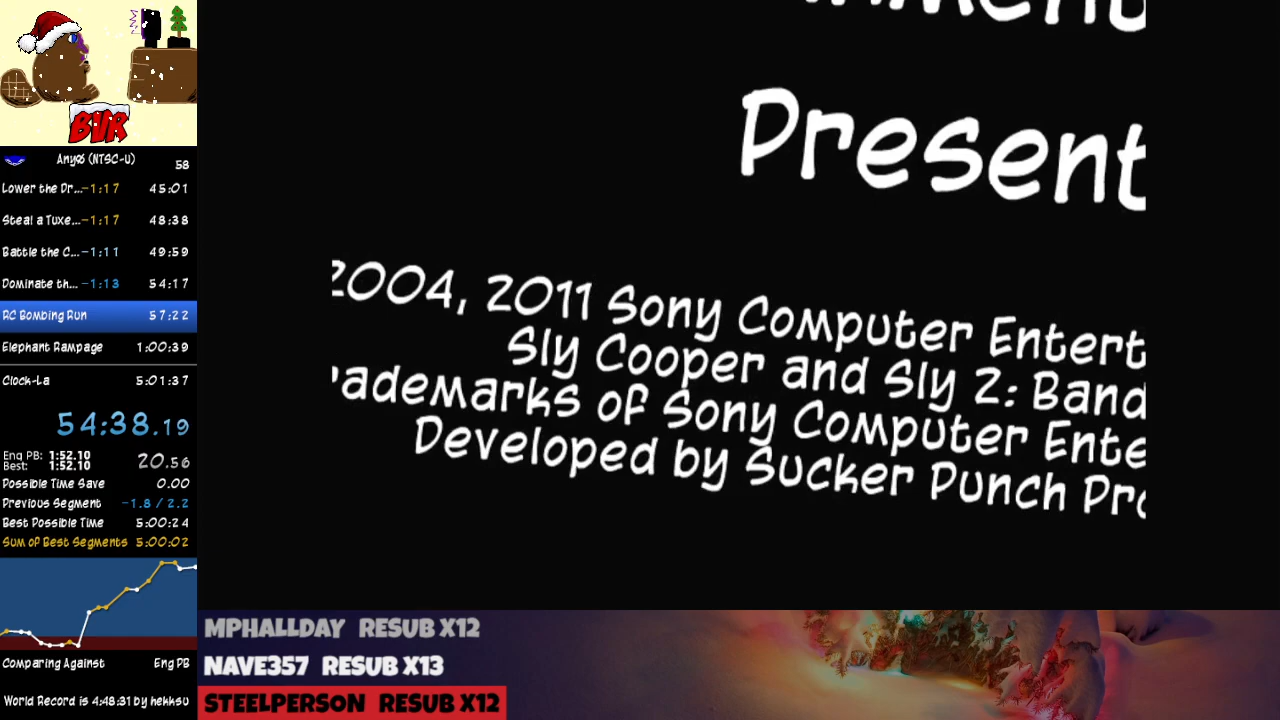 BVR
Any% (NTSC-U) 58
Lower the Dr... -1:17 45:01
Steal a Tuxe... -1:17 48:38
Battle the C... -1:11 49:59
Dominate th... -1:13 54:17
RC Bombing Run 57:22
Elephant Rampage 1:00:39
Clock-La 5:01:37
54:38.19
Eng PB: 1:52.10
Best: 1:52.10
20.56
Possible Time Save 0.00
Previous Segment -1.8 / 2.2
Best Possible Time 5:00:24
Sum of Best Segments 5:00:02
Comparing Against Eng PB
World Record is 4:48:31 by hekksu
Present
2004, 2011 Sony Computer Entert
Sly Cooper and Sly 2: Band
rademarks of Sony Computer Ente
Developed by Sucker Punch Pro
MPHALLDAY RESUB X12
NAVE357 RESUB X13
STEELPERSON RESUB X12